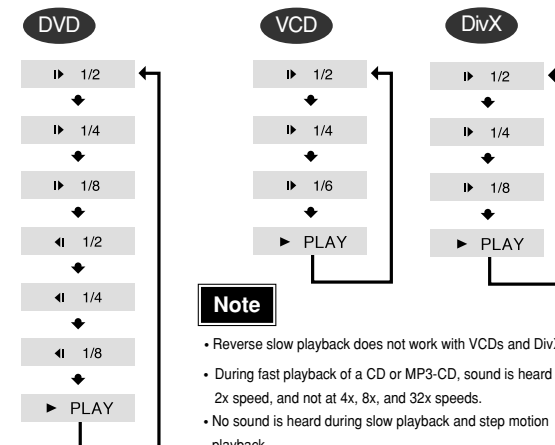 DVD
1/2
1/4
1/8
1/2
1/4
1/8
PLAY
VCD
1/2
1/4
1/6
PLAY
DivX
1/2
1/4
1/8
PLAY
Note
• Reverse slow playback does not work with VCDs and DivX
• During fast playback of a CD or MP3-CD, sound is heard
2x speed, and not at 4x, 8x, and 32x speeds.
• No sound is heard during slow playback and step motion
playback.